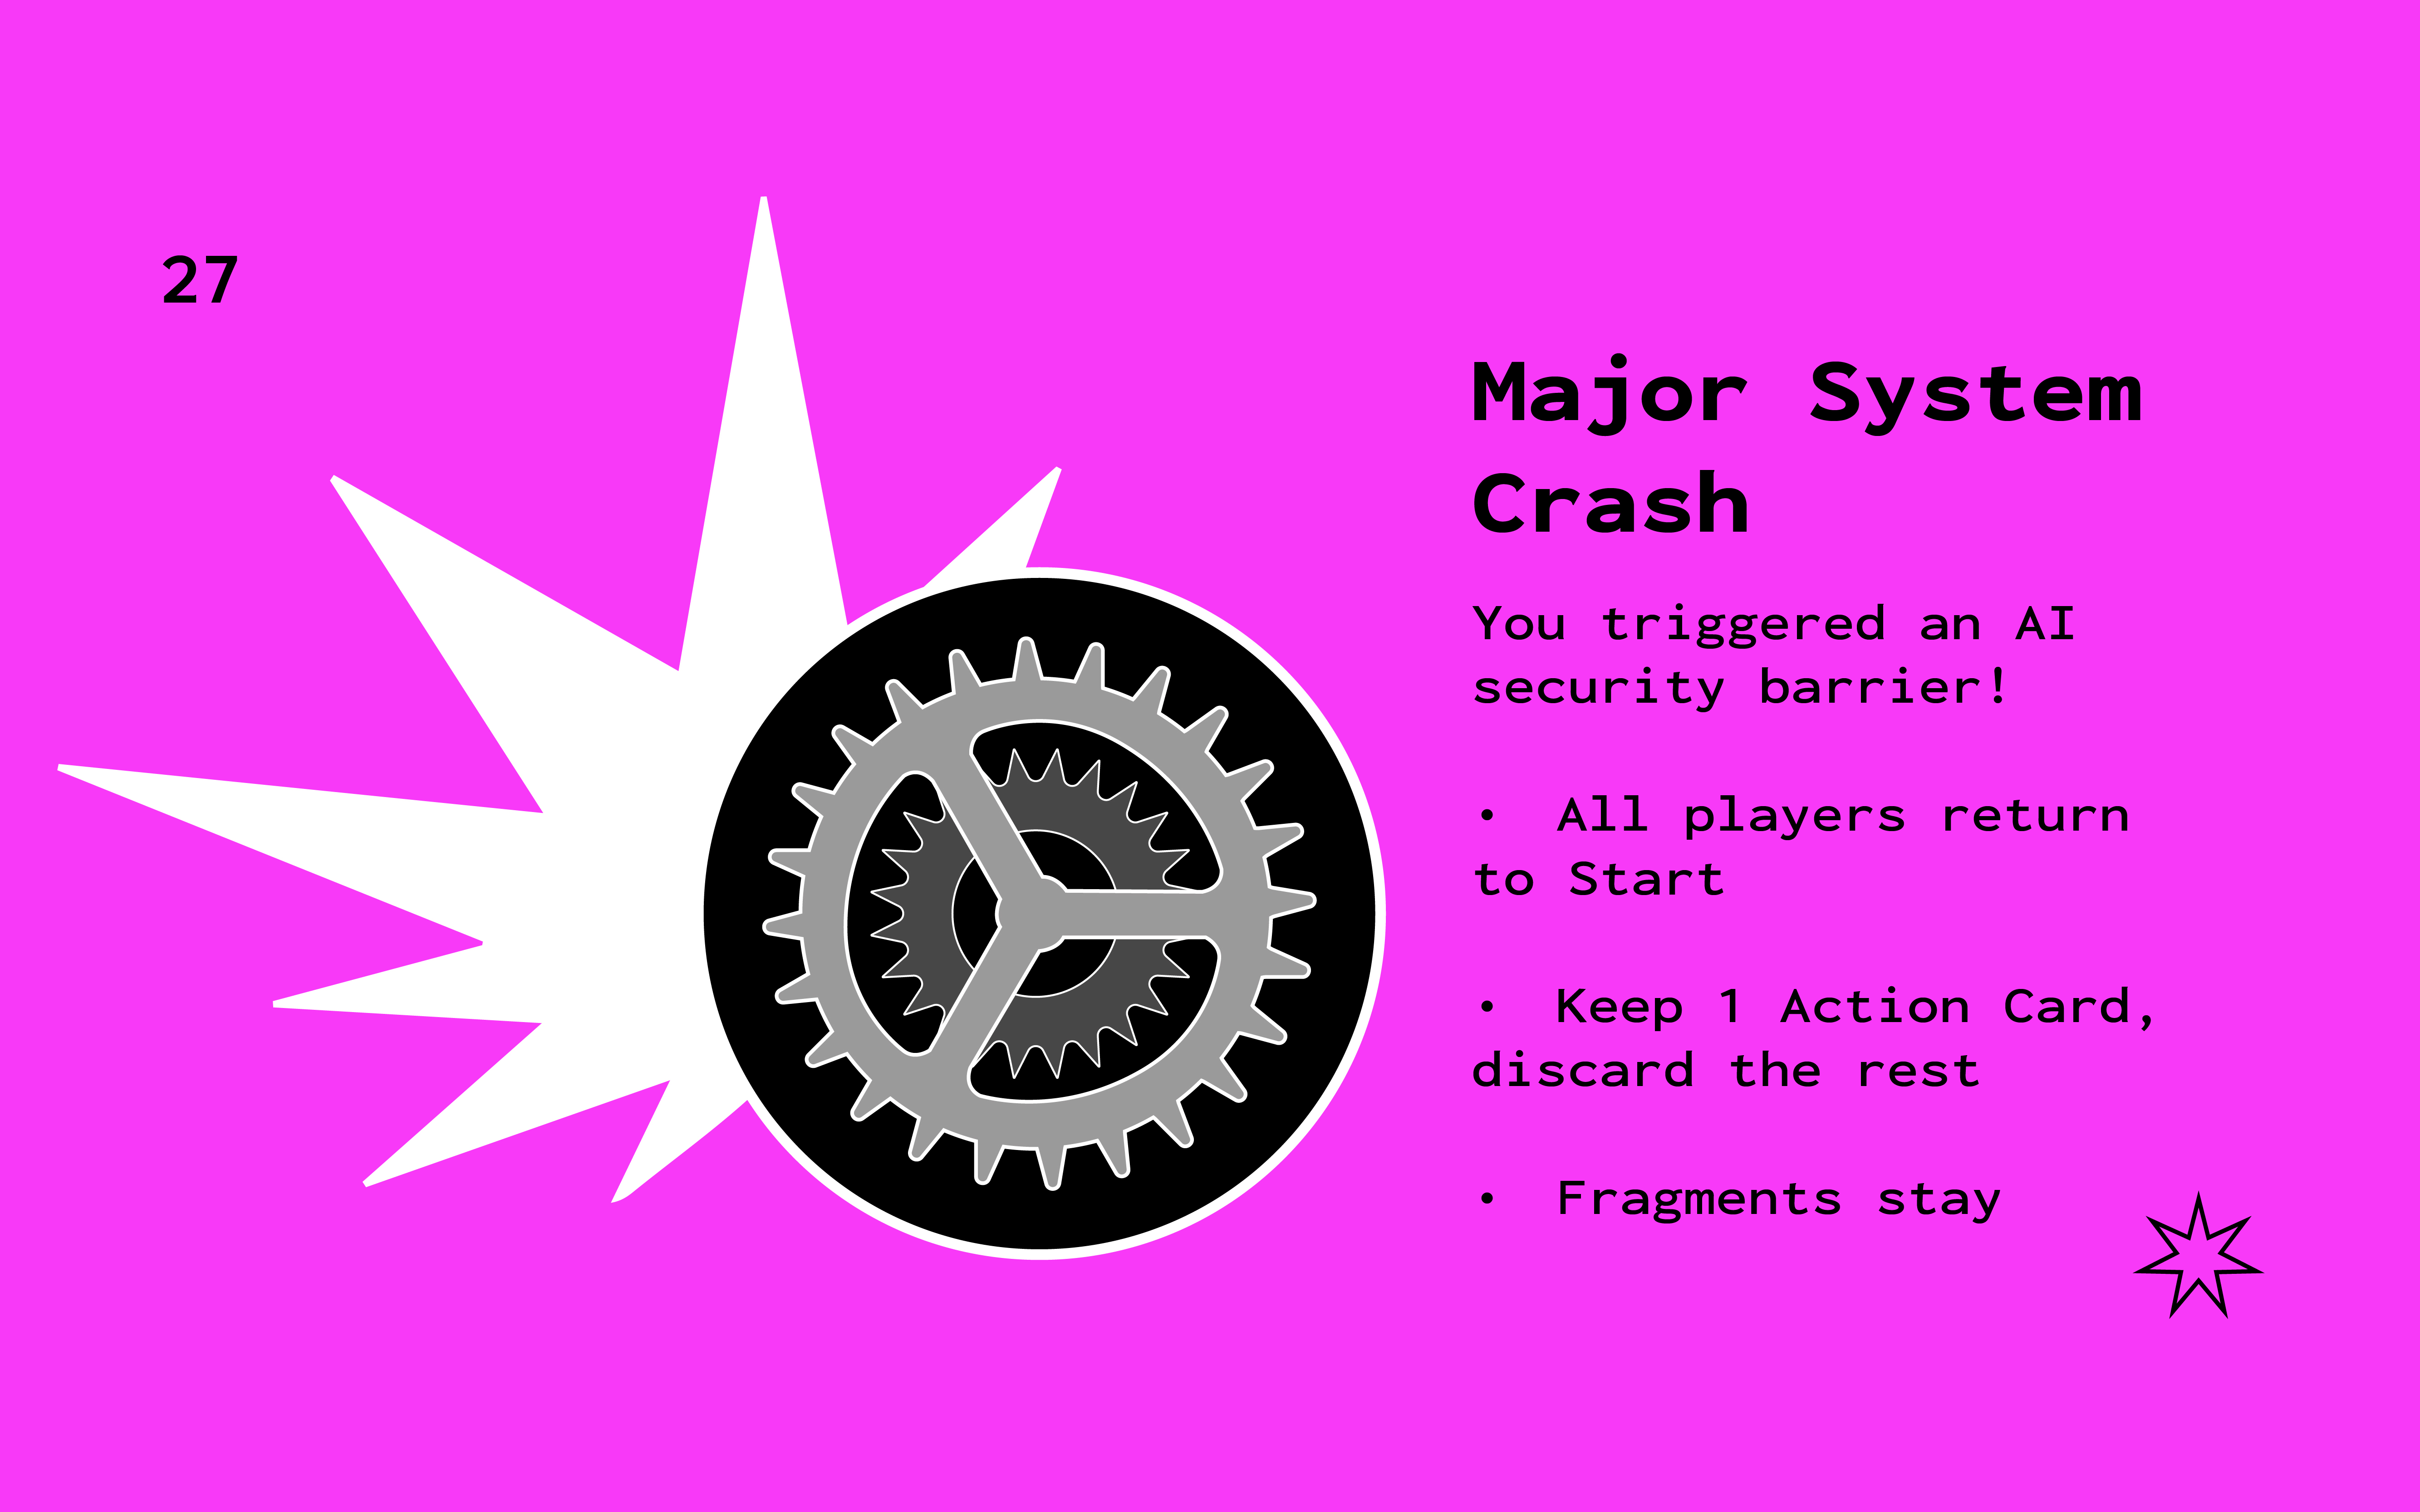 27
Major System
Crash
You triggered an AI
security barrier!
• All players return
to Start
• Keep 1 Action Card,
discard the rest
• Fragments stay